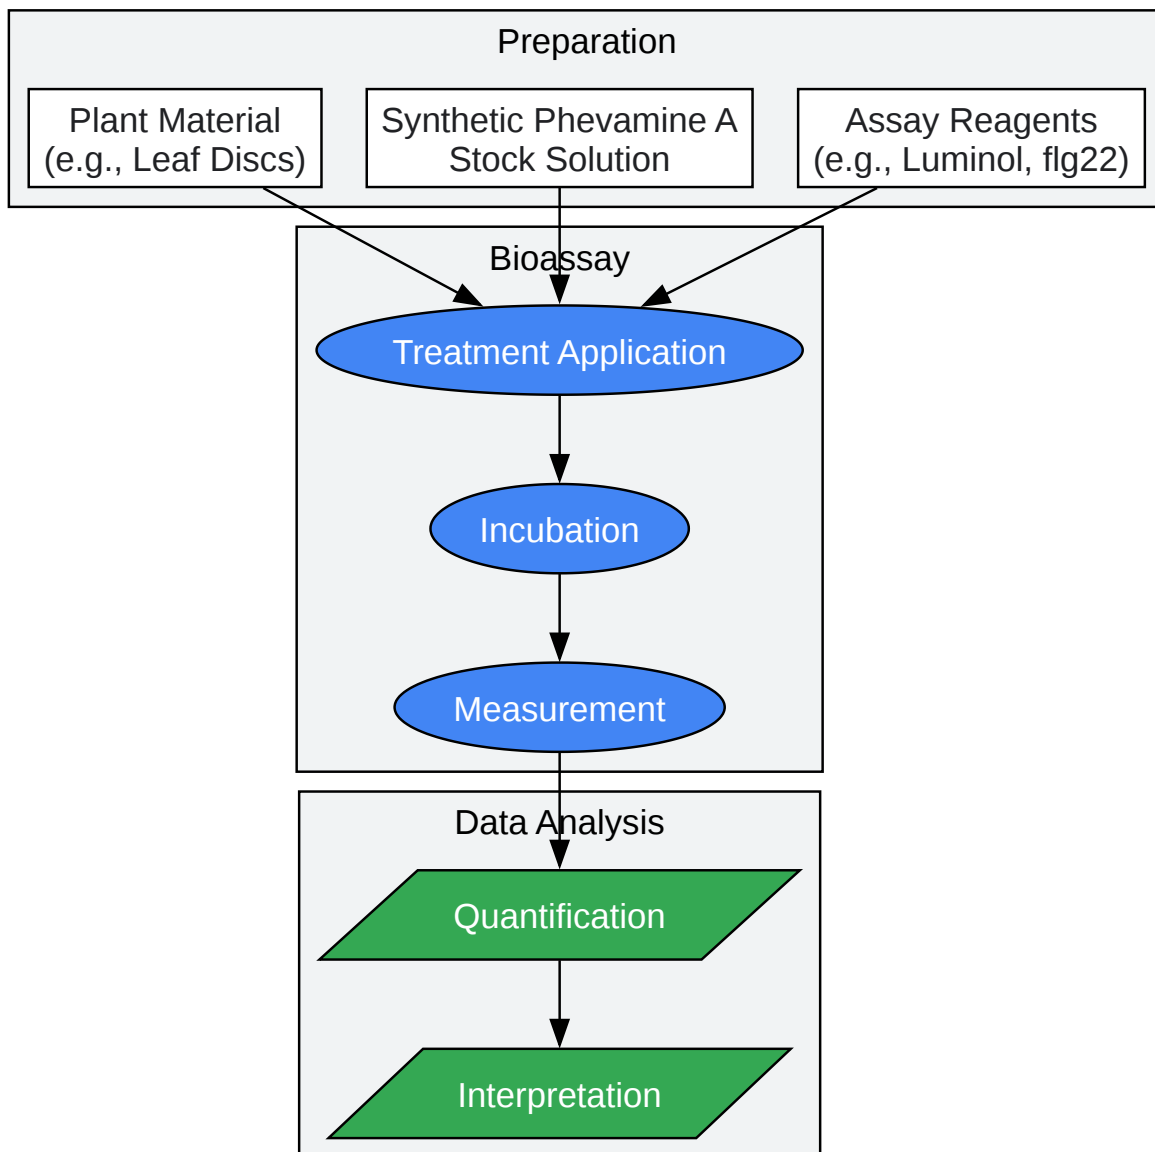 Preparation
Plant Material
(e.g., Leaf Discs)
Synthetic Phevamine A
Stock Solution
Assay Reagents
(e.g., Luminol, flg22)
Bioassay
Treatment Application
Incubation
Measurement
Data Analysis
Quantification
Interpretation